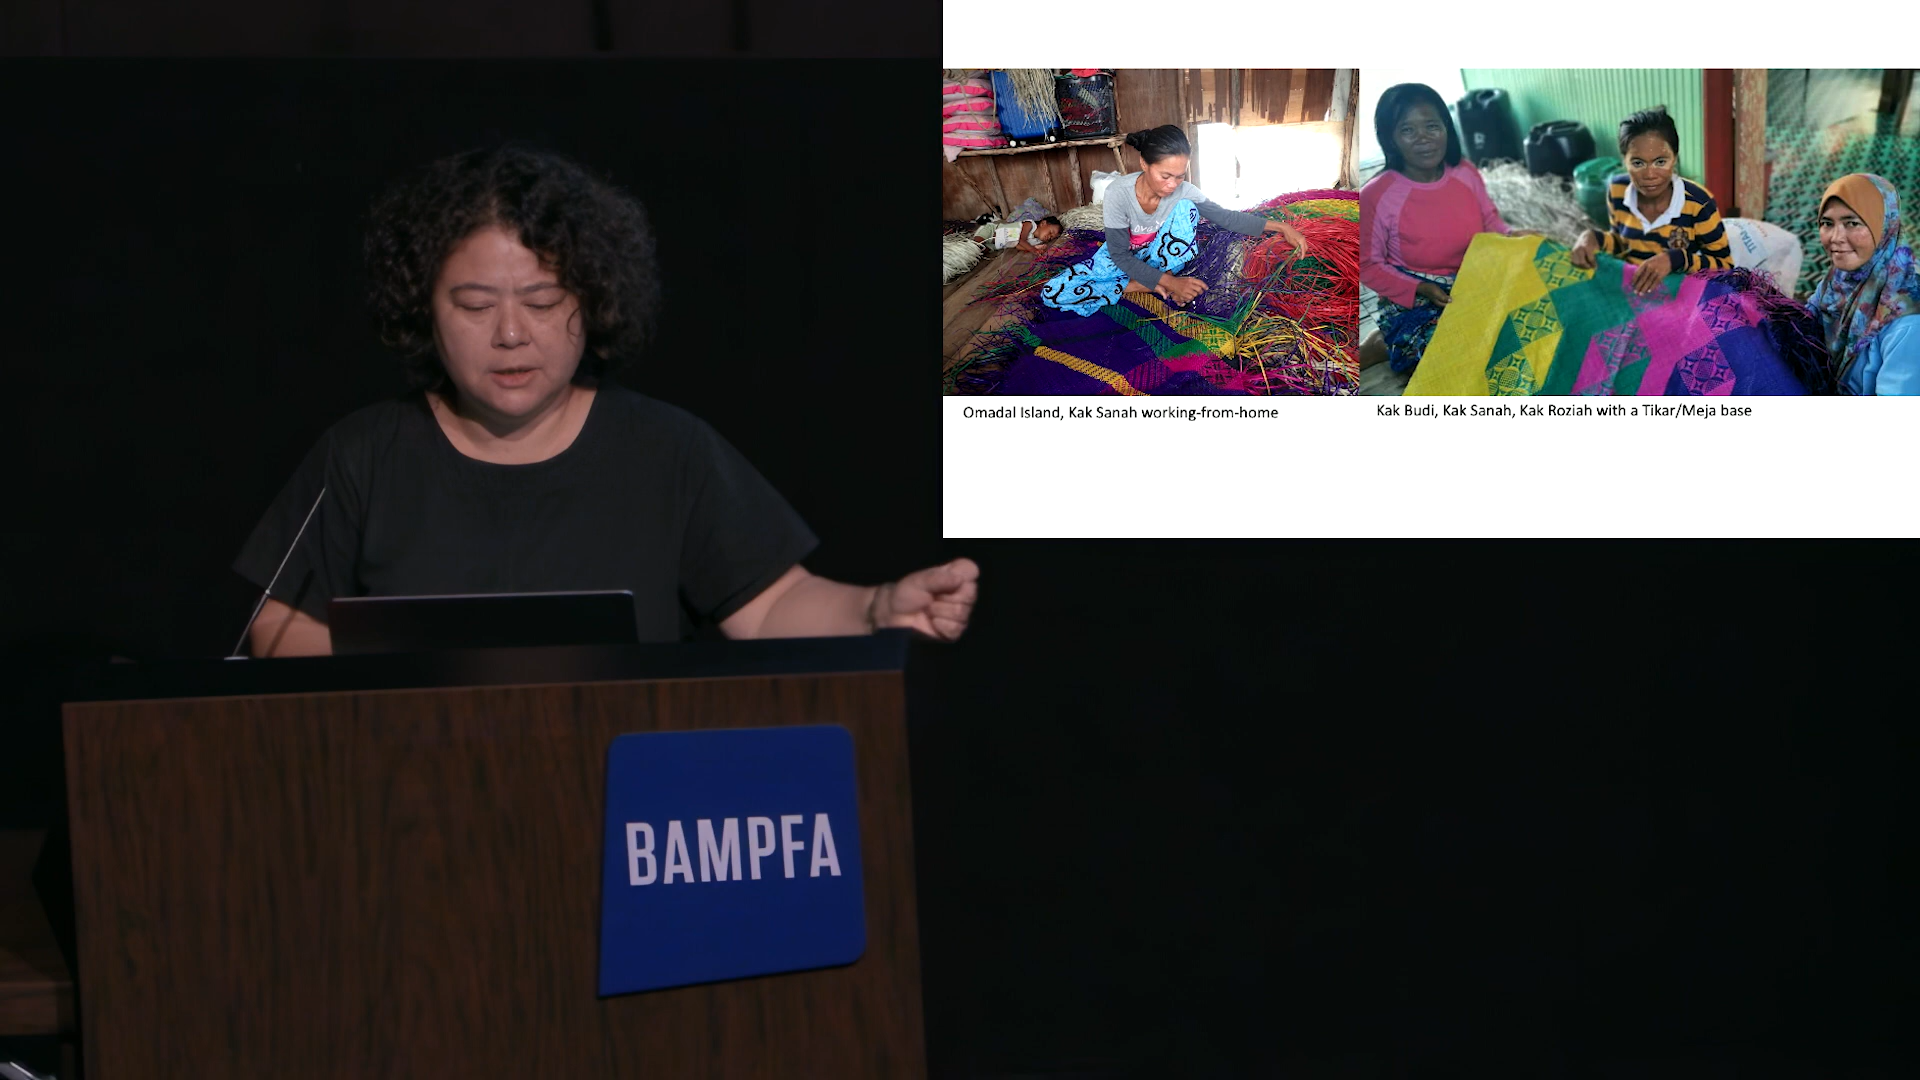 Omadal Island, Kak Sanah working-from-home
Kak Budi, Kak Sanah, Kak Roziah with a Tikar/Meja base
BAMPFA